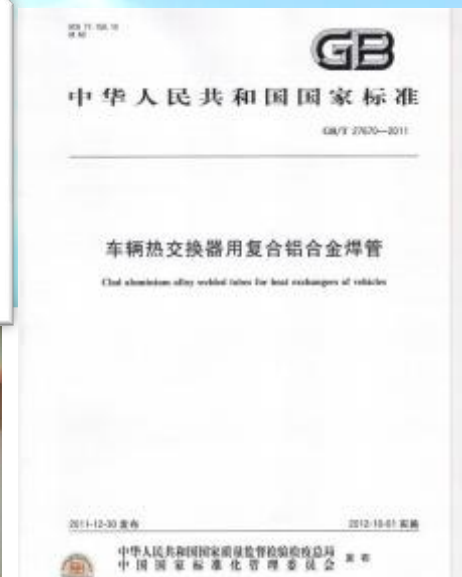 ICS 77.150.10
GB
中华人民共和国国家标准
GB/T 27670—2011
车辆热交换器用复合铝合金焊管
Clad aluminium alloy welded tubes for heat exchangers of vehicles
2011-12-30 发布
2012-10-01 实施
中华人民共和国国家质量监督检验检疫总局
中国国家标准化管理委员会
发布